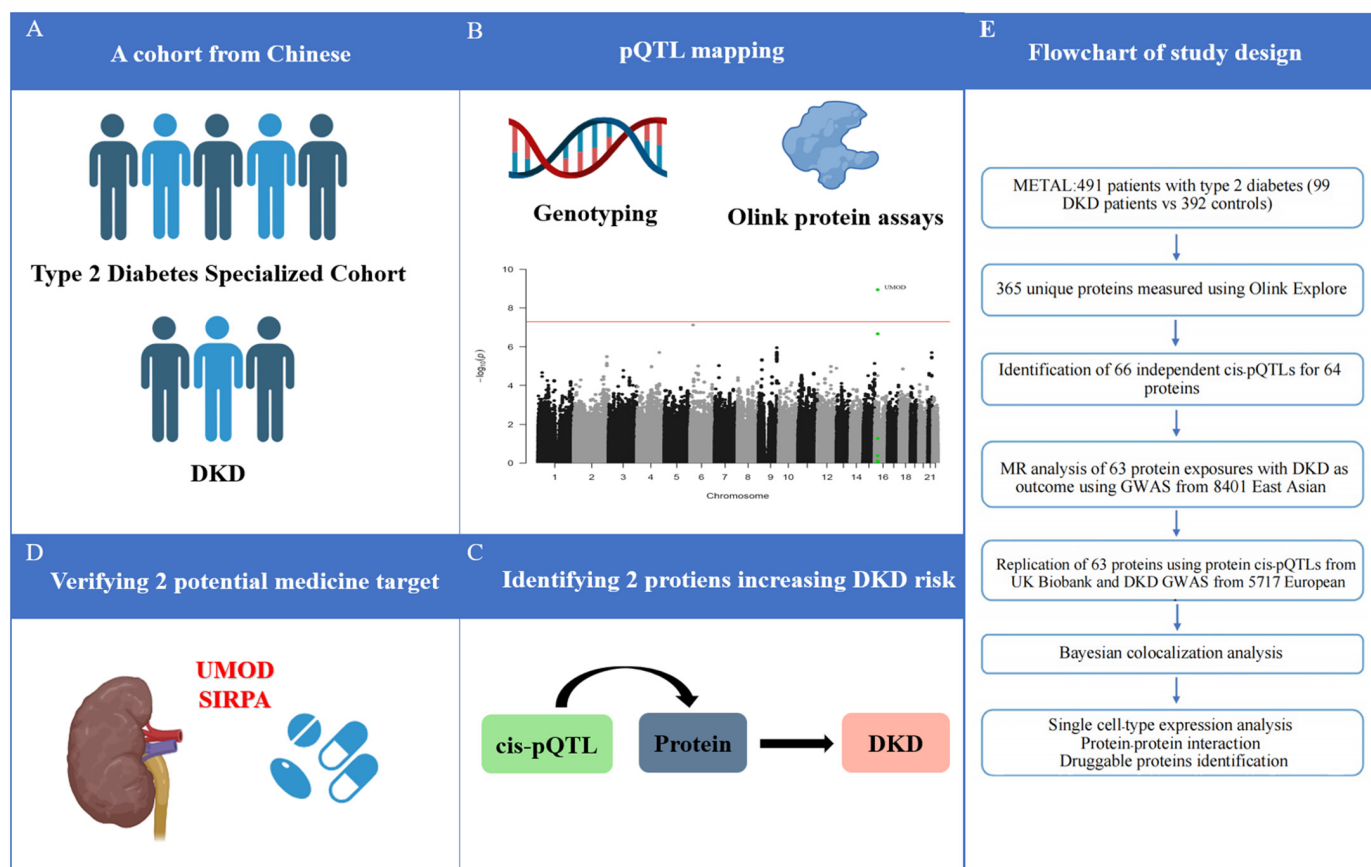 A
A cohort from Chinese
Type 2 Diabetes Specialized Cohort
DKD
B
pQTL mapping
Genotyping
Olink protein assays
10
8
6
4
2
0
-log10(p)
UMOD
1 2 3 4 5 6 7 8 9 10 12 14 16 18 21
Chromosome
D
Verifying 2 potential medicine target
UMOD
SIRPA
C
Identifying 2 protiens increasing DKD risk
cis-pQTL
Protein
DKD
E
Flowchart of study design
METAL:491 patients with type 2 diabetes (99
DKD patients vs 392 controls)
365 unique proteins measured using Olink Explore
Identification of 66 independent cis-pQTLs for 64
proteins
MR analysis of 63 protein exposures with DKD as
outcome using GWAS from 8401 East Asian
Replication of 63 proteins using protein cis-pQTLs from
UK Biobank and DKD GWAS from 5717 European
Bayesian colocalization analysis
Single cell-type expression analysis
Protein-protein interaction
Druggable proteins identification